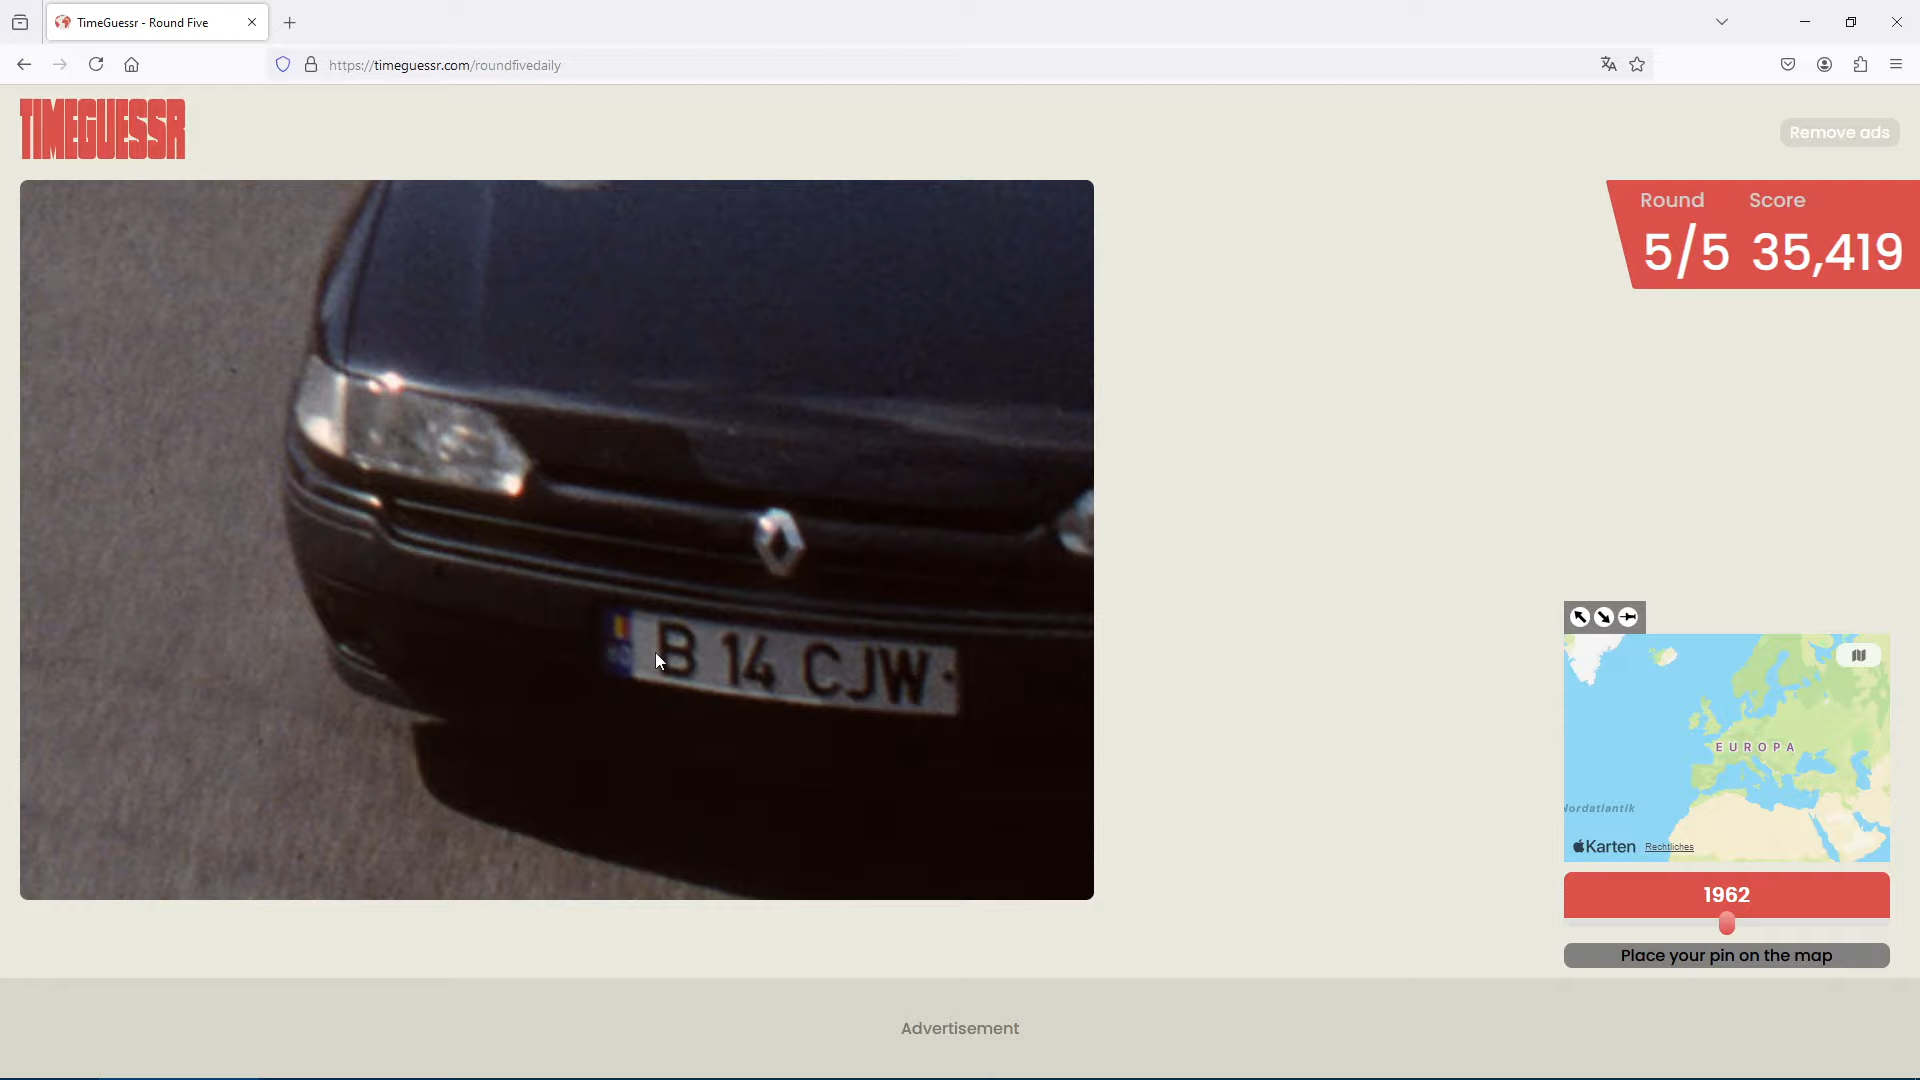 TimeGuessr - Round Five
https://timeguessr.com/roundfivedaily
TIMEGUESSR
Remove ads
Round Score
5/5 35,419
B 14 CJW
EUROPA
Nordatlantik
Karten Rechtliches
1962
Place your pin on the map
Advertisement